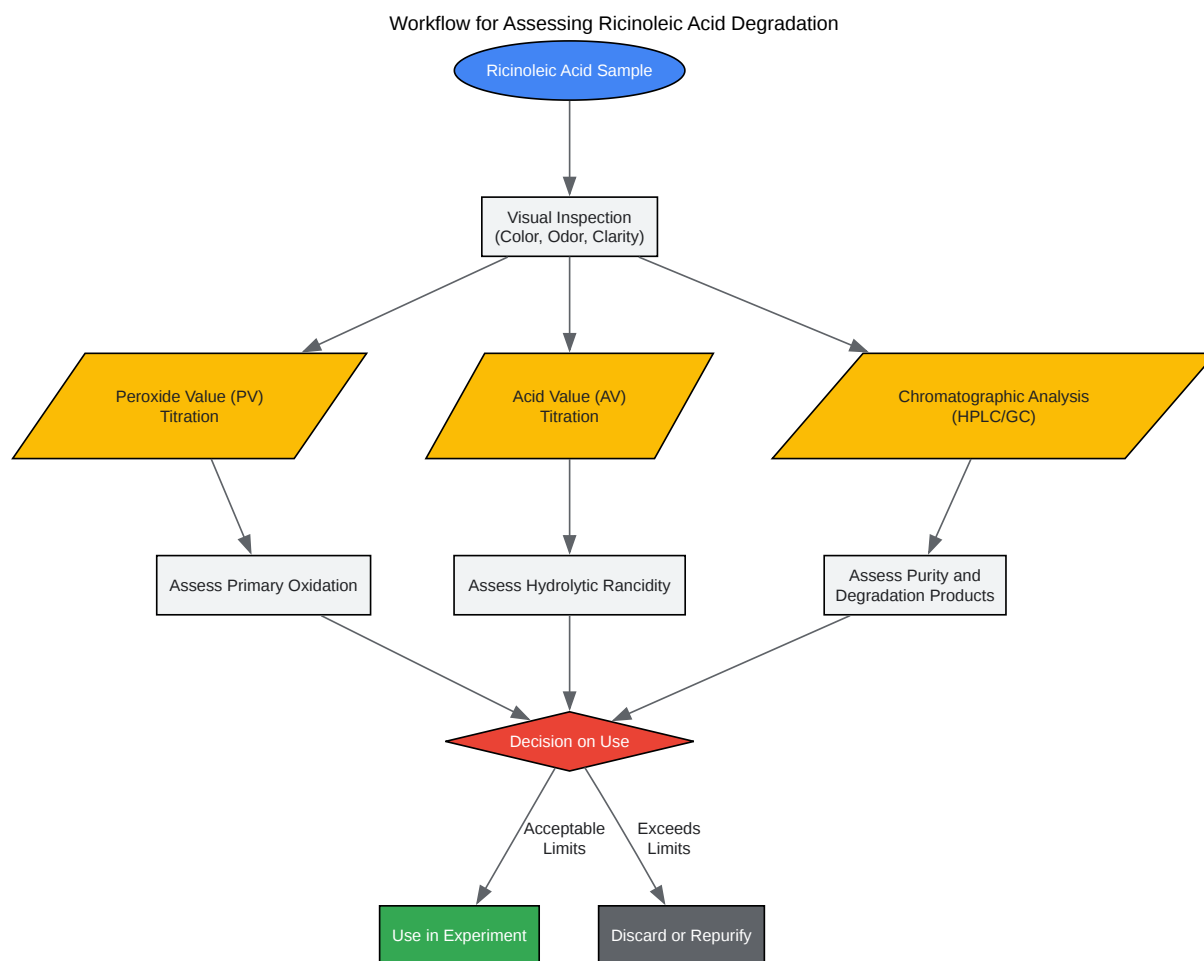 Workflow for Assessing Ricinoleic Acid Degradation
Ricinoleic Acid Sample
Visual Inspection
(Color, Odor, Clarity)
Peroxide Value (PV)
Titration
Acid Value (AV)
Titration
Chromatographic Analysis
(HPLC/GC)
Assess Primary Oxidation
Assess Hydrolytic Rancidity
Assess Purity and
Degradation Products
Decision on Use
Acceptable
Limits
Exceeds
Limits
Use in Experiment
Discard or Repurify